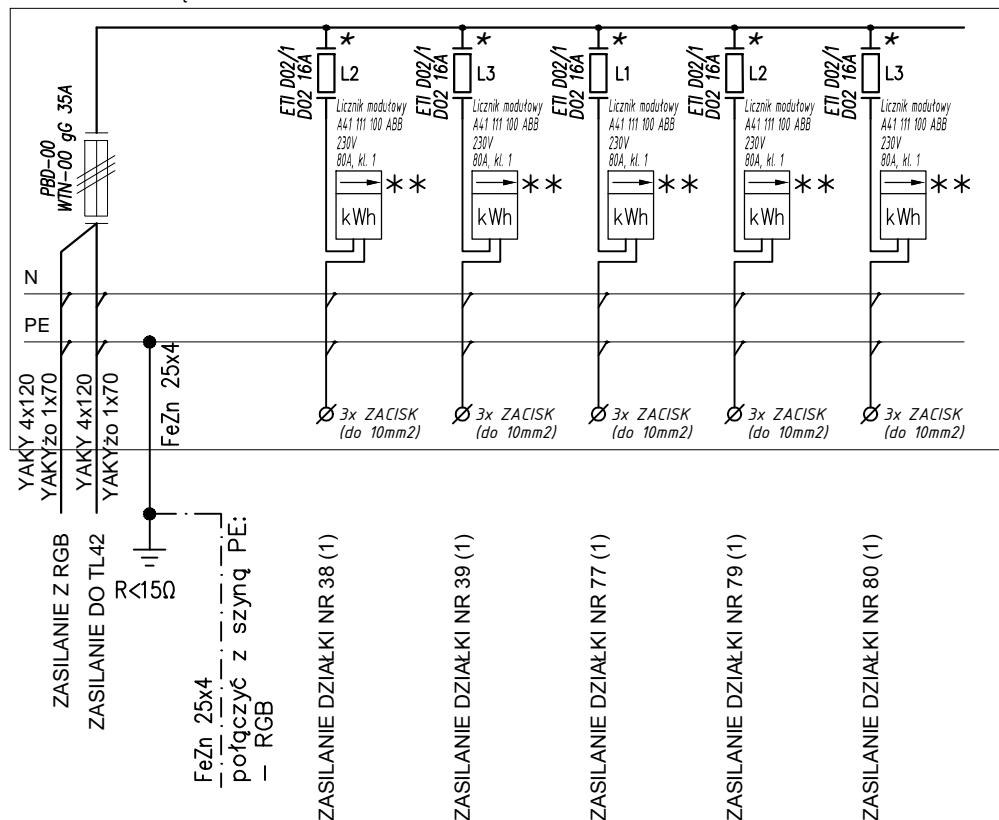 PBD-00
WTN-00 gG 35A
ETI D02/1
D02 16A
*
L2
Licznik modułowy
A41 111 100 ABB
230V
80A, kl. 1
**
kWh
ETI D02/1
D02 16A
*
L3
Licznik modułowy
A41 111 100 ABB
230V
80A, kl. 1
**
kWh
ETI D02/1
D02 16A
*
L1
Licznik modułowy
A41 111 100 ABB
230V
80A, kl. 1
**
kWh
ETI D02/1
D02 16A
*
L2
Licznik modułowy
A41 111 100 ABB
230V
80A, kl. 1
**
kWh
ETI D02/1
D02 16A
*
L3
Licznik modułowy
A41 111 100 ABB
230V
80A, kl. 1
**
kWh
N
PE
YAKY 4x120
YAKYżo 1x70
YAKY 4x120
YAKYżo 1x70
FeZn 25x4
3x ZACISK
(do 10mm2)
3x ZACISK
(do 10mm2)
3x ZACISK
(do 10mm2)
3x ZACISK
(do 10mm2)
3x ZACISK
(do 10mm2)
ZASILANIE Z RGB
ZASILANIE DO TL42
R<15Ω
FeZn 25x4
połączyć z szyną PE:
– RGB
ZASILANIE DZIAŁKI NR 38 (1)
ZASILANIE DZIAŁKI NR 39 (1)
ZASILANIE DZIAŁKI NR 77 (1)
ZASILANIE DZIAŁKI NR 79 (1)
ZASILANIE DZIAŁKI NR 80 (1)